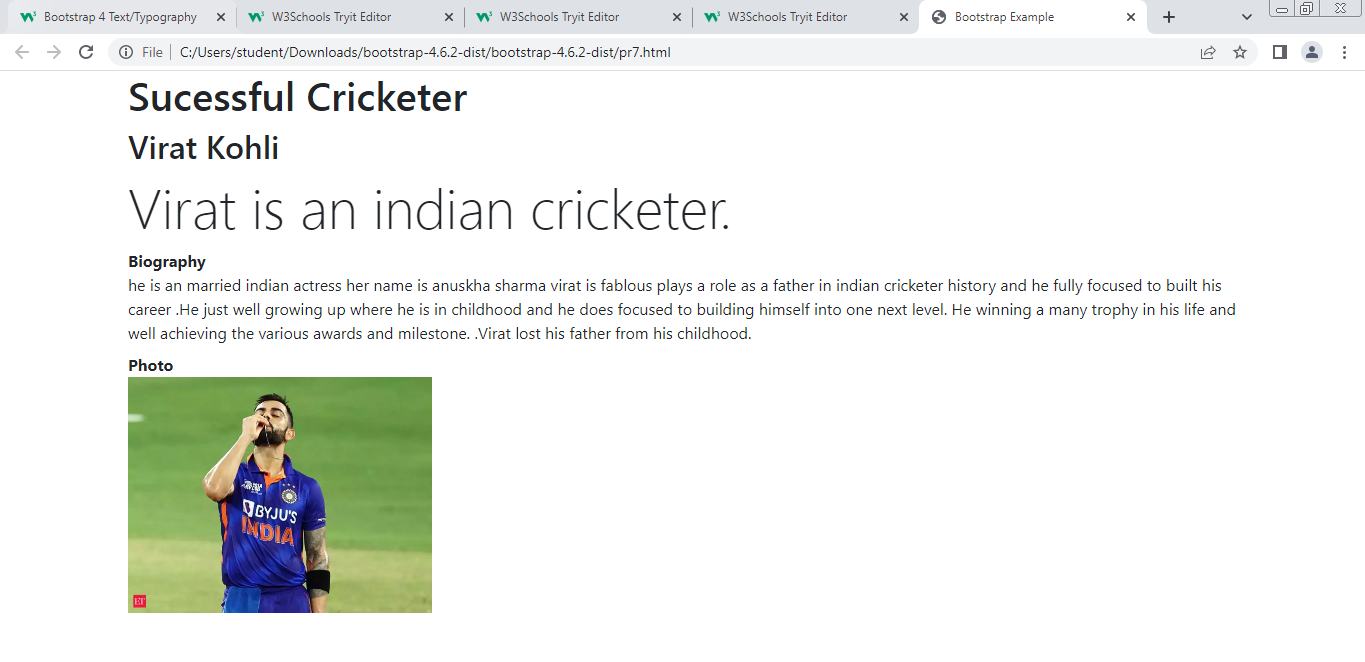 Bootstrap 4 Text/Typography
W3Schools Tryit Editor
W3Schools Tryit Editor
W3Schools Tryit Editor
Bootstrap Example
File
C:/Users/student/Downloads/bootstrap-4.6.2-dist/bootstrap-4.6.2-dist/pr7.html
Sucessful Cricketer
Virat Kohli
Virat is an indian cricketer.
Biography
he is an married indian actress her name is anuskha sharma virat is fablous plays a role as a father in indian cricketer history and he fully focused to built his
career .He just well growing up where he is in childhood and he does focused to building himself into one next level. He winning a many trophy in his life and
well achieving the various awards and milestone. .Virat lost his father from his childhood.
Photo
BYJU'S
INDIA
ET